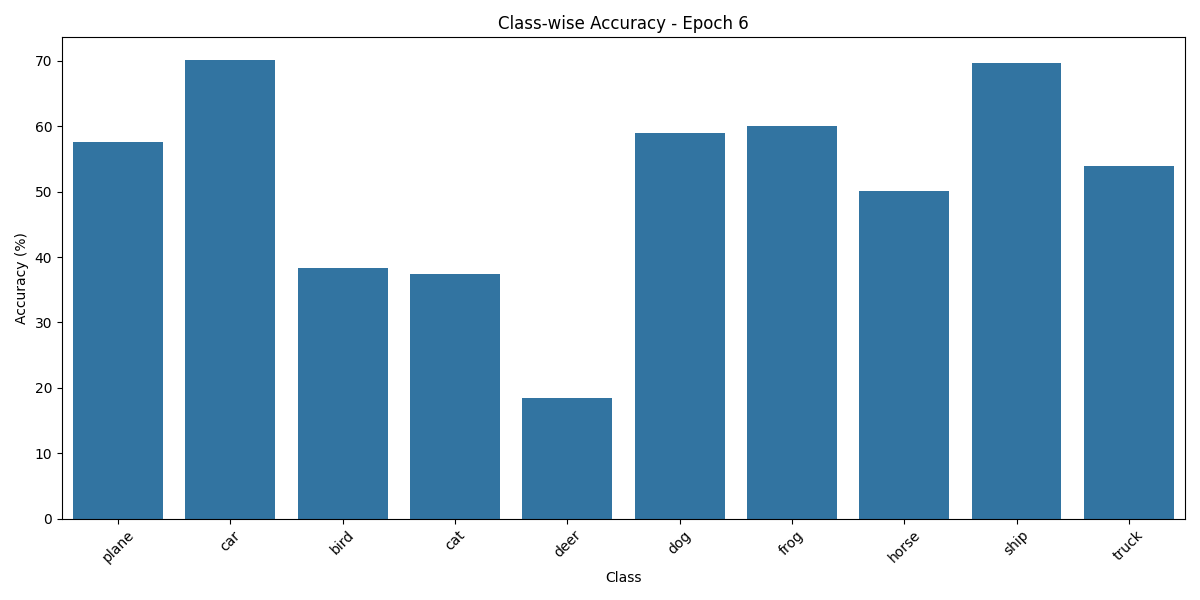 Class-wise Accuracy - Epoch 6
Accuracy (%)
70
60
50
40
30
20
10
0
plane
car
bird
cat
deer
dog
frog
horse
ship
truck
Class